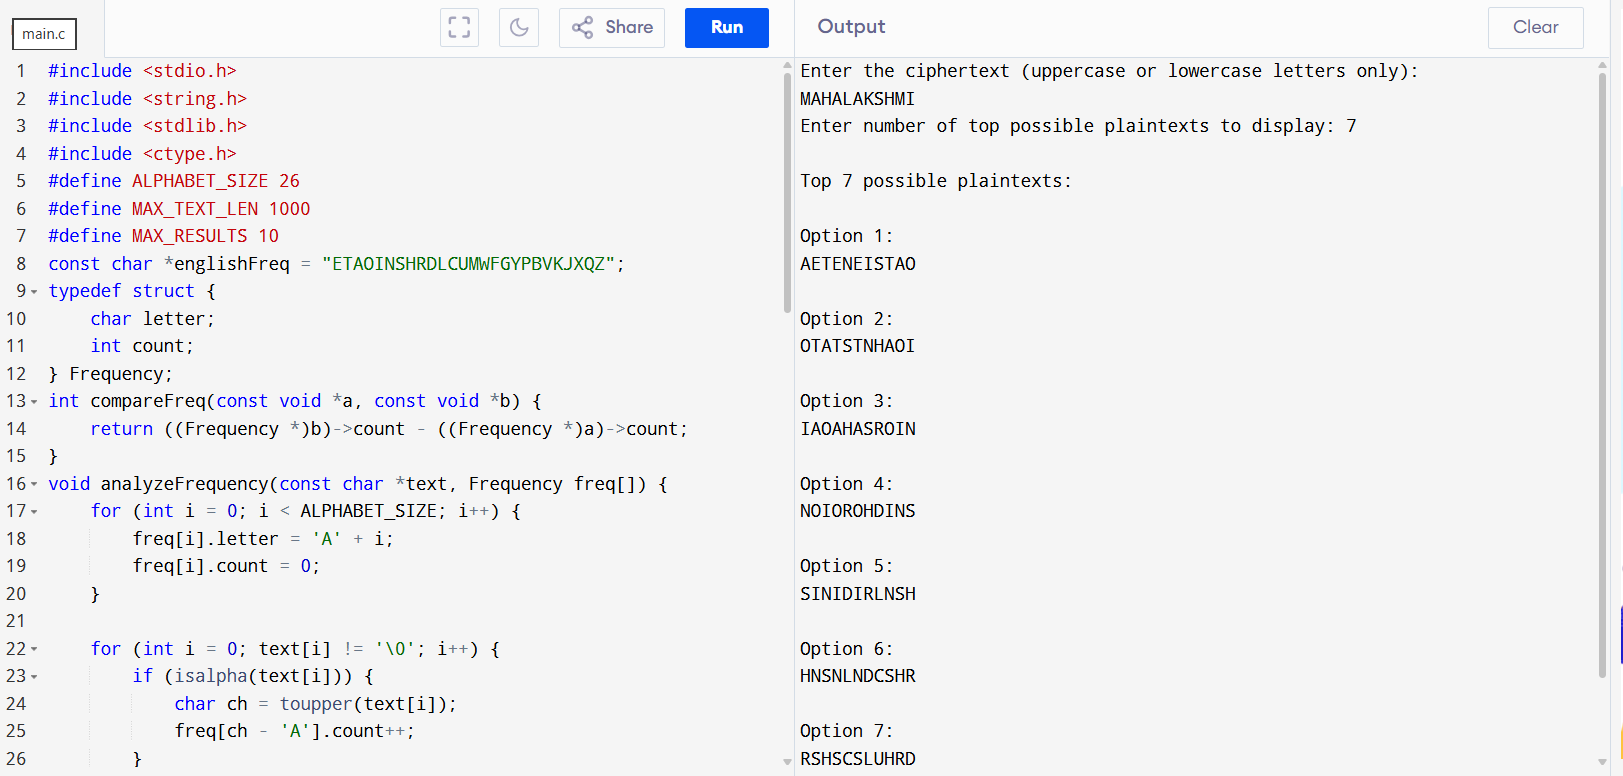 main.c
Share
Run
Output
Clear
1 #include <stdio.h>
2 #include <string.h>
3 #include <stdlib.h>
4 #include <ctype.h>
5 #define ALPHABET_SIZE 26
6 #define MAX_TEXT_LEN 1000
7 #define MAX_RESULTS 10
8 const char *englishFreq = "ETAOINSHRDLCUMWFGYPBVKJXQZ";
9 typedef struct {
10     char letter;
11     int count;
12 } Frequency;
13 int compareFreq(const void *a, const void *b) {
14     return ((Frequency *)b)->count - ((Frequency *)a)->count;
15 }
16 void analyzeFrequency(const char *text, Frequency freq[]) {
17     for (int i = 0; i < ALPHABET_SIZE; i++) {
18         freq[i].letter = 'A' + i;
19         freq[i].count = 0;
20     }
21
22     for (int i = 0; text[i] != '\0'; i++) {
23         if (isalpha(text[i])) {
24             char ch = toupper(text[i]);
25             freq[ch - 'A'].count++;
26         }
Enter the ciphertext (uppercase or lowercase letters only):
MAHALAKSHMI
Enter number of top possible plaintexts to display: 7
Top 7 possible plaintexts:
Option 1:
AETENEISTAO
Option 2:
OTATSTNHAOI
Option 3:
IAOAHASROIN
Option 4:
NOIOROHDINS
Option 5:
SINIDIRLNSH
Option 6:
HNSNLNDCSHR
Option 7:
RSHSCSLUHRD